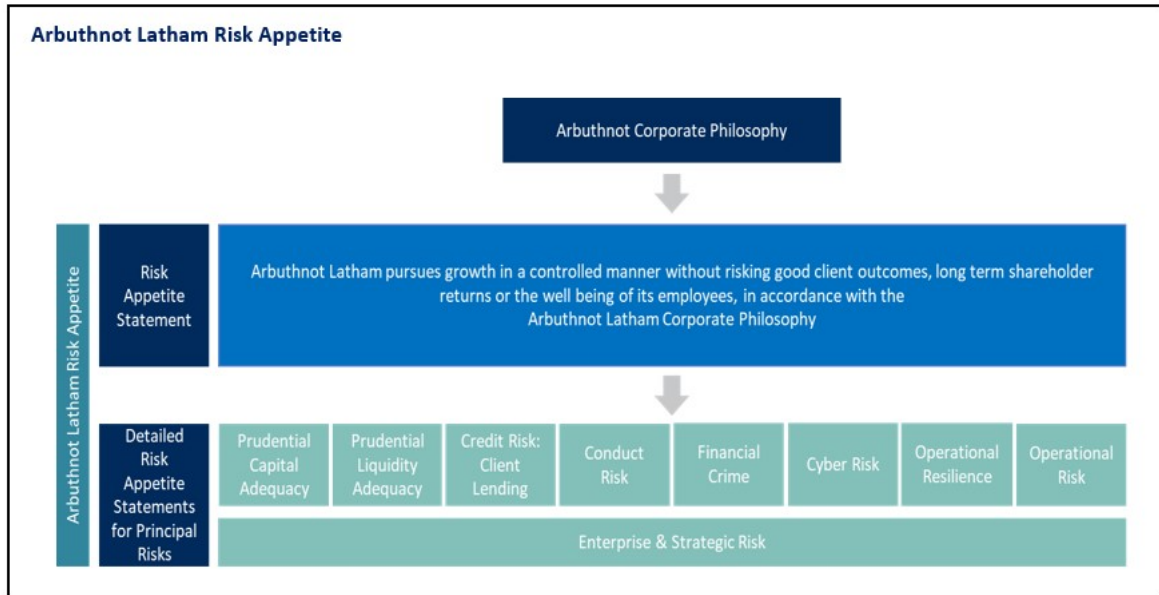 Arbuthnot Latham Risk Appetite
Arbuthnot Corporate Philosophy
Arbuthnot Latham Risk Appetite
Risk
Appetite
Statement
Arbuthnot Latham pursues growth in a controlled manner without risking good client outcomes, long term shareholder
returns or the well being of its employees, in accordance with the
Arbuthnot Latham Corporate Philosophy
Detailed
Risk
Appetite
Statements
for Principal
Risks
Prudential
Capital
Adequacy
Prudential
Liquidity
Adequacy
Credit Risk:
Client
Lending
Conduct
Risk
Financial
Crime
Cyber Risk
Operational
Resilience
Operational
Risk
Enterprise & Strategic Risk